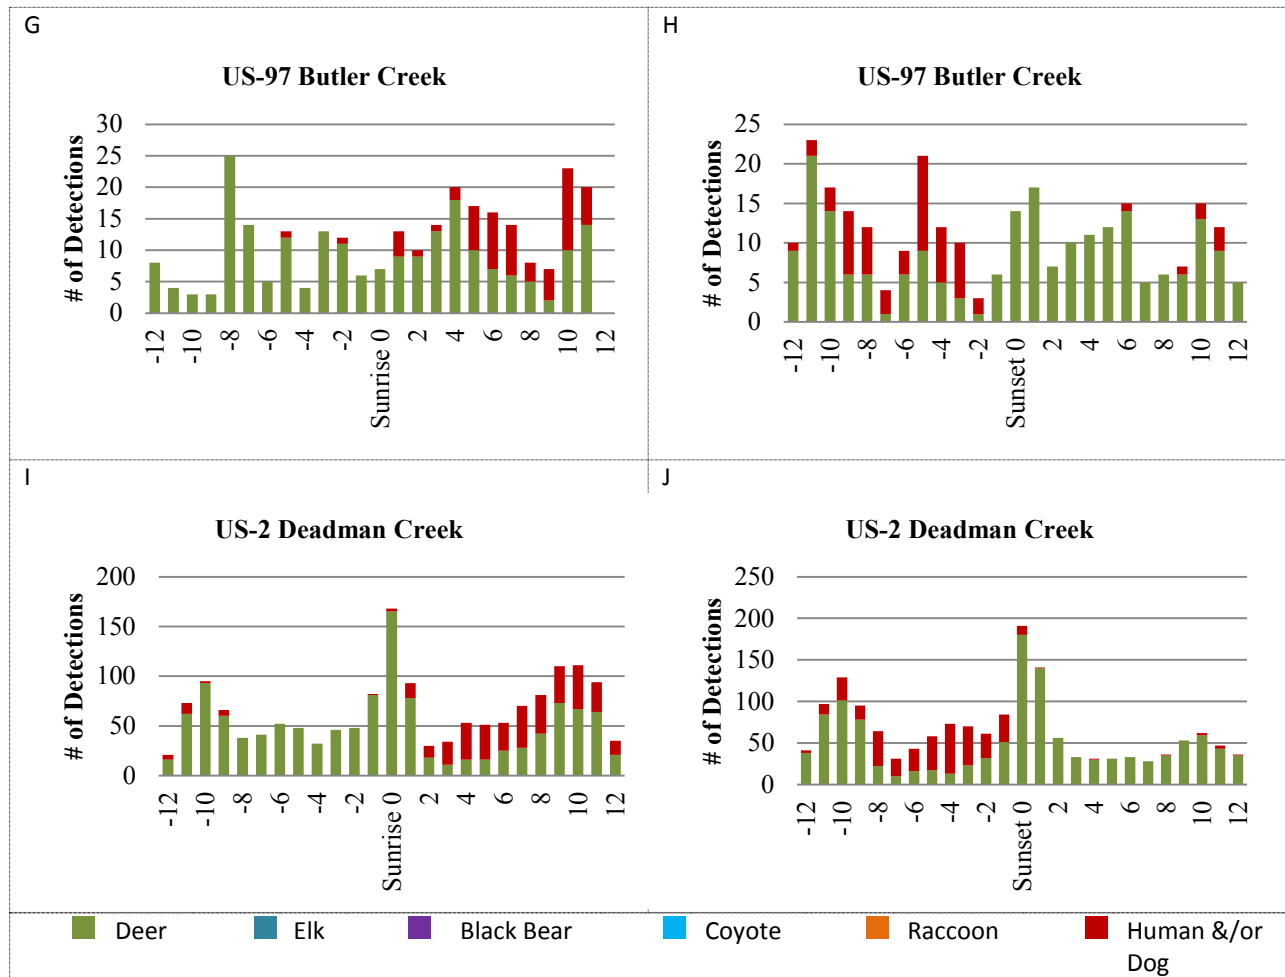 G
US-97 Butler Creek
# of Detections
30
25
20
15
10
5
0
-12 -10 -8 -6 -4 -2 Sunrise 0 2 4 6 8 10 12
H
US-97 Butler Creek
# of Detections
25
20
15
10
5
0
-12 -10 -8 -6 -4 -2 Sunset 0 2 4 6 8 10 12
I
US-2 Deadman Creek
# of Detections
200
150
100
50
0
-12 -10 -8 -6 -4 -2 Sunrise 0 2 4 6 8 10 12
J
US-2 Deadman Creek
# of Detections
250
200
150
100
50
0
-12 -10 -8 -6 -4 -2 Sunset 0 2 4 6 8 10 12
Deer Elk Black Bear Coyote Raccoon Human &/or
Dog